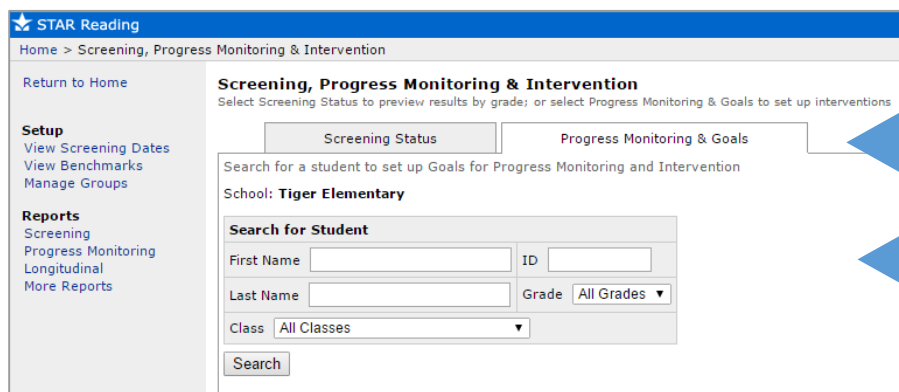 STAR Reading
Home > Screening, Progress Monitoring & Intervention
Return to Home
Setup
View Screening Dates
View Benchmarks
Manage Groups
Reports
Screening
Progress Monitoring
Longitudinal
More Reports
Screening, Progress Monitoring & Intervention
Select Screening Status to preview results by grade; or select Progress Monitoring & Goals to set up interventions
Screening Status
Progress Monitoring & Goals
Search for a student to set up Goals for Progress Monitoring and Intervention
School: Tiger Elementary
Search for Student
First Name
ID
Last Name
Grade All Grades
Class All Classes
Search